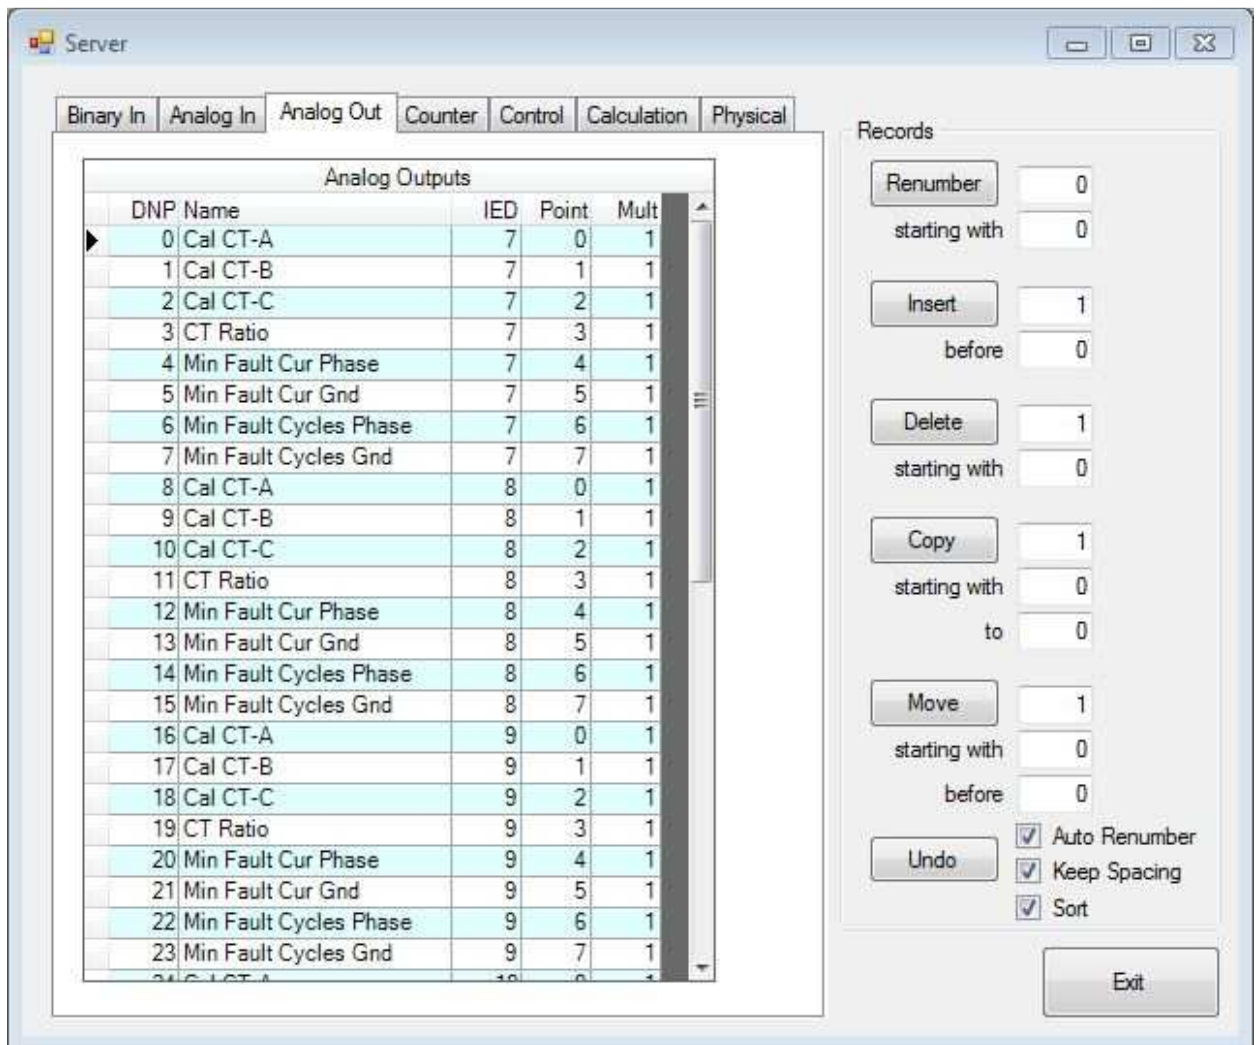 Server
Binary In Analog In Analog Out Counter Control Calculation Physical
Analog Outputs
DNP Name IED Point Mult
0 Cal CT-A 7 0 1
1 Cal CT-B 7 1 1
2 Cal CT-C 7 2 1
3 CT Ratio 7 3 1
4 Min Fault Cur Phase 7 4 1
5 Min Fault Cur Gnd 7 5 1
6 Min Fault Cycles Phase 7 6 1
7 Min Fault Cycles Gnd 7 7 1
8 Cal CT-A 8 0 1
9 Cal CT-B 8 1 1
10 Cal CT-C 8 2 1
11 CT Ratio 8 3 1
12 Min Fault Cur Phase 8 4 1
13 Min Fault Cur Gnd 8 5 1
14 Min Fault Cycles Phase 8 6 1
15 Min Fault Cycles Gnd 8 7 1
16 Cal CT-A 9 0 1
17 Cal CT-B 9 1 1
18 Cal CT-C 9 2 1
19 CT Ratio 9 3 1
20 Min Fault Cur Phase 9 4 1
21 Min Fault Cur Gnd 9 5 1
22 Min Fault Cycles Phase 9 6 1
23 Min Fault Cycles Gnd 9 7 1
Records
Renumber 0
starting with 0
Insert 1
before 0
Delete 1
starting with 0
Copy 1
starting with 0
to 0
Move 1
starting with 0
before 0
Undo
Auto Renumber
Keep Spacing
Sort
Exit